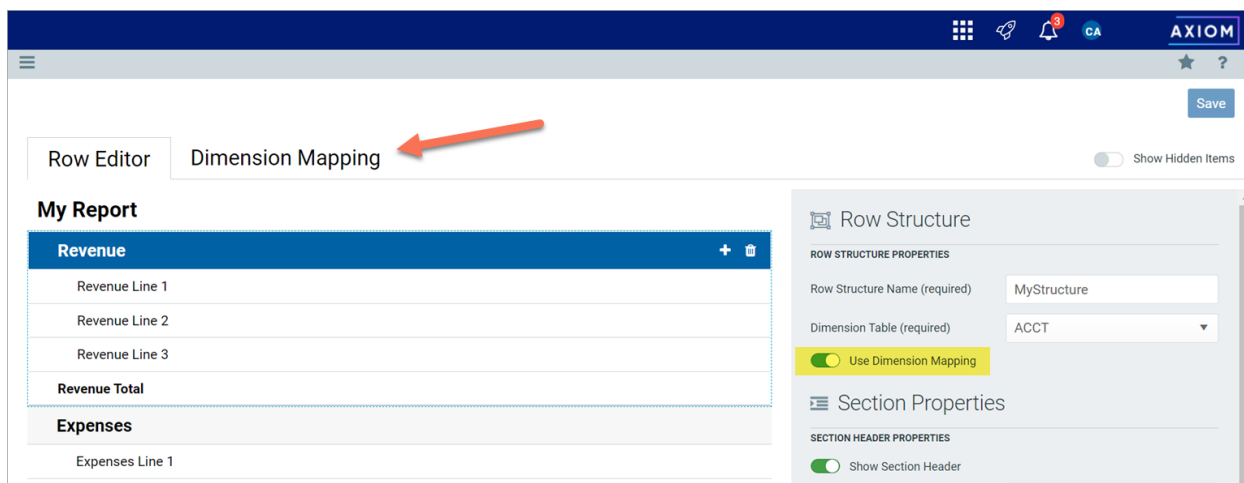 3
CA
AXIOM
?
Save
Row Editor
Dimension Mapping
Show Hidden Items
My Report
Revenue
Revenue Line 1
Revenue Line 2
Revenue Line 3
Revenue Total
Expenses
Expenses Line 1
Row Structure
ROW STRUCTURE PROPERTIES
Row Structure Name (required) MyStructure
Dimension Table (required) ACCT
Use Dimension Mapping
Section Properties
SECTION HEADER PROPERTIES
Show Section Header